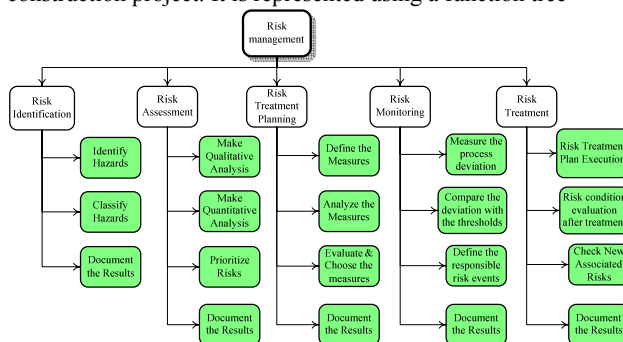 construction project. It is represented using a function tree
Risk
management
Risk
Identification
Risk
Assessment
Risk
Treatment
Planning
Risk
Monitoring
Risk
Treatment
Identify
Hazards
Classify
Hazards
Document
the Results
Make
Qualitative
Analysis
Make
Quantitative
Analysis
Prioritize
Risks
Document
the Results
Define the
Measures
Analyze the
Measures
Evaluate &
Choose the
measures
Document
the Results
Measure the
process
deviation
Compare the
deviation with
the thresholds
Define the
responsible
risk events
Document
the Results
Risk Treatment
Plan Execution
Risk condition
evaluation
after treatment
Check New
Associated
Risks
Document
the Results